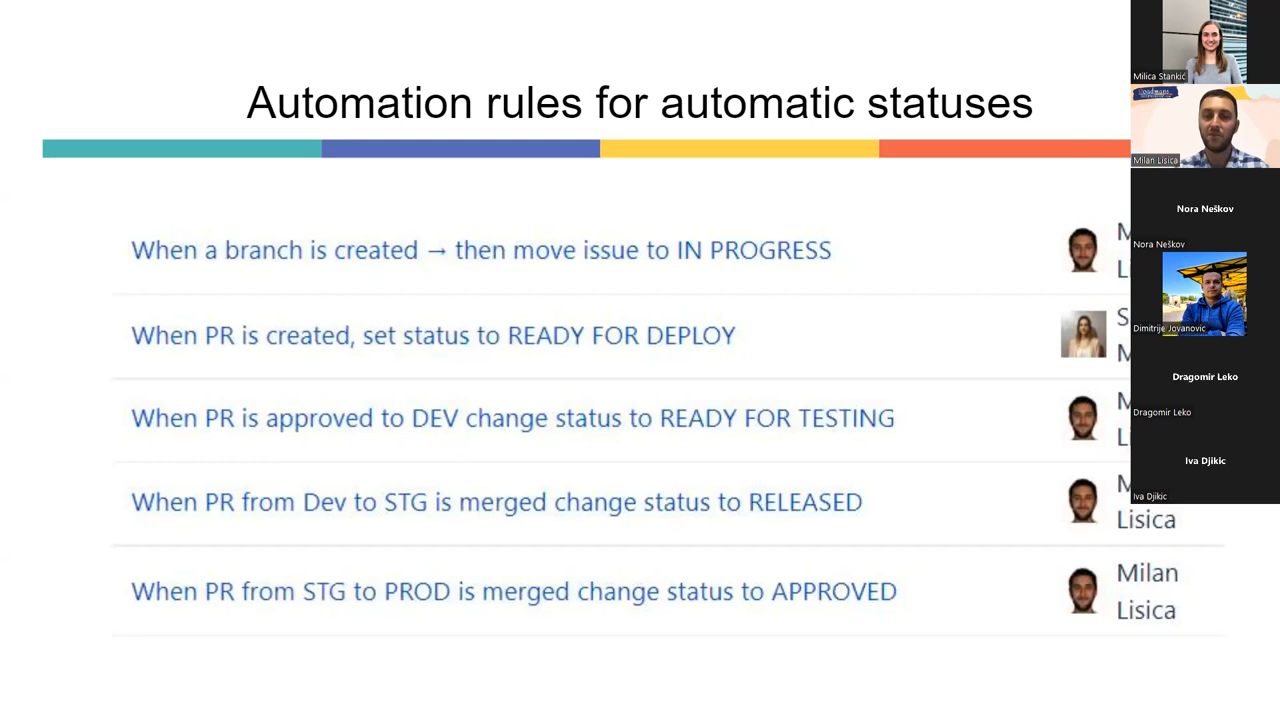 Automation rules for automatic statuses
When a branch is created → then move issue to IN PROGRESS
When PR is created, set status to READY FOR DEPLOY
When PR is approved to DEV change status to READY FOR TESTING
When PR from Dev to STG is merged change status to RELEASED
Lisica
When PR from STG to PROD is merged change status to APPROVED
Milan
Lisica
Milica Stankić
Milan Lisica
Nora Neškov
Nora Neškov
Dimitrije Jovanovic
Dragomir Leko
Dragomir Leko
Iva Djikic
Iva Djikic